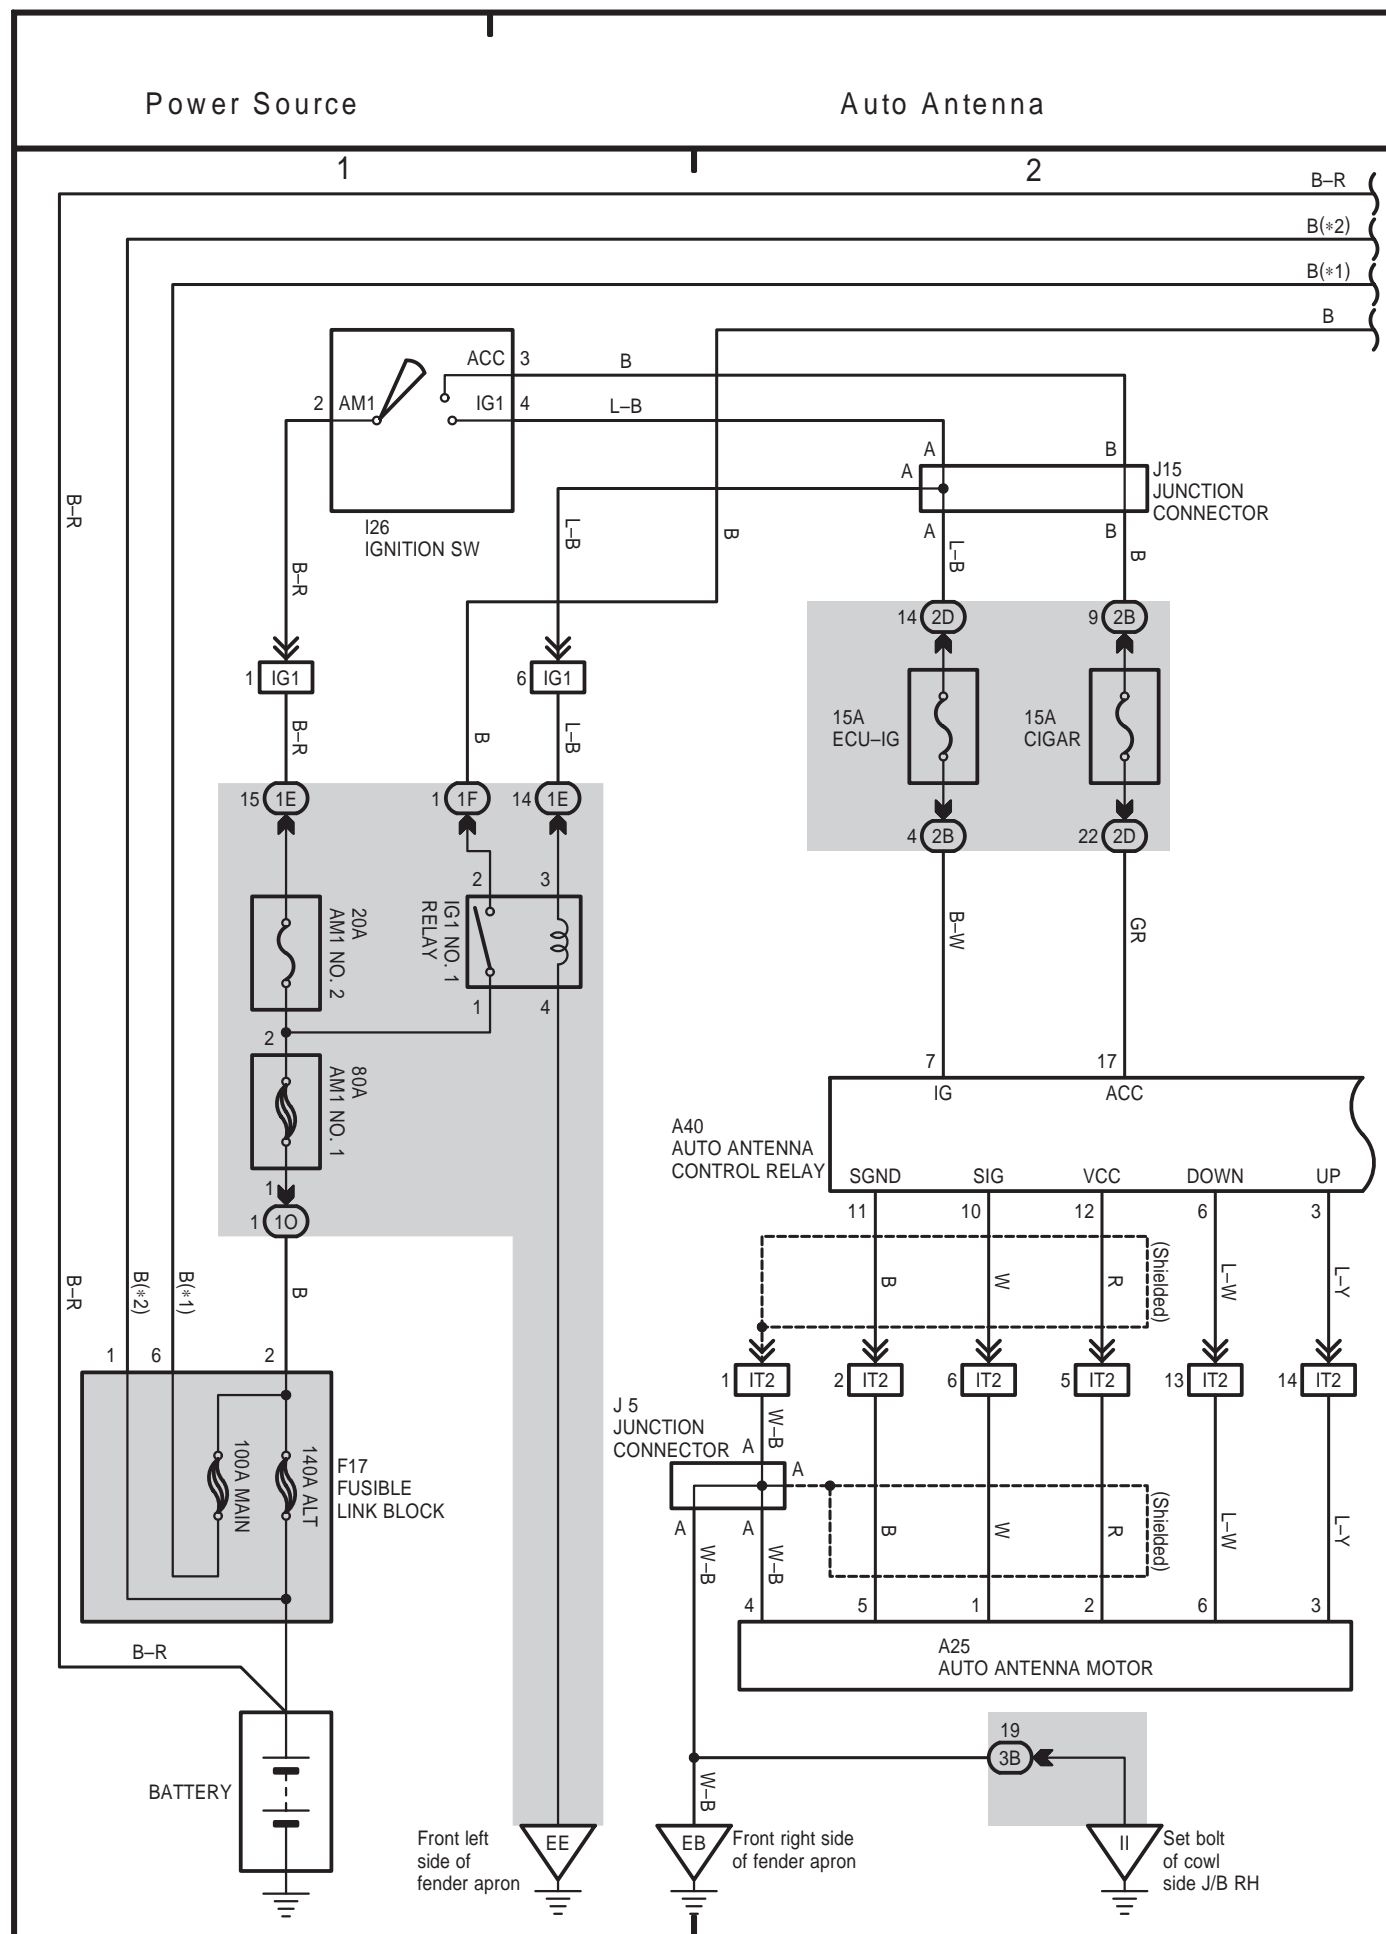 Power Source
Auto Antenna
1
2
B–R
B(*2)
B(*1)
B
ACC
3
B
2
AM1
IG1
4
L–B
A
B
A
J15
JUNCTION
CONNECTOR
I26
IGNITION SW
B–R
B–R
L–B
B
A
B
L–B
B
14
2D
9
2B
1
IG1
6
IG1
B–R
B
L–B
15A
ECU–IG
15A
CIGAR
15
1E
1
1F
14
1E
4
2B
22
2D
2
3
20A
AM1 NO. 2
IG1 NO. 1
RELAY
B–W
GR
1
4
2
80A
AM1 NO. 1
7
17
IG
ACC
A40
AUTO ANTENNA
CONTROL RELAY
SGND
SIG
VCC
DOWN
UP
1
1
1O
11
10
12
6
3
B–R
B(*2)
B(*1)
B
B
W
R
(Shielded)
L–W
L–Y
1
6
2
1
IT2
2
IT2
6
IT2
5
IT2
13
IT2
14
IT2
J 5
JUNCTION
CONNECTOR
W–B
A
A
100A MAIN
140A ALT
F17
FUSIBLE
LINK BLOCK
A
A
W–B
W–B
B
W
R
(Shielded)
L–W
L–Y
4
5
1
2
6
3
A25
AUTO ANTENNA MOTOR
B–R
19
3B
BATTERY
W–B
Front left
side of
fender apron
EE
EB
Front right side
of fender apron
II
Set bolt
of cowl
side J/B RH